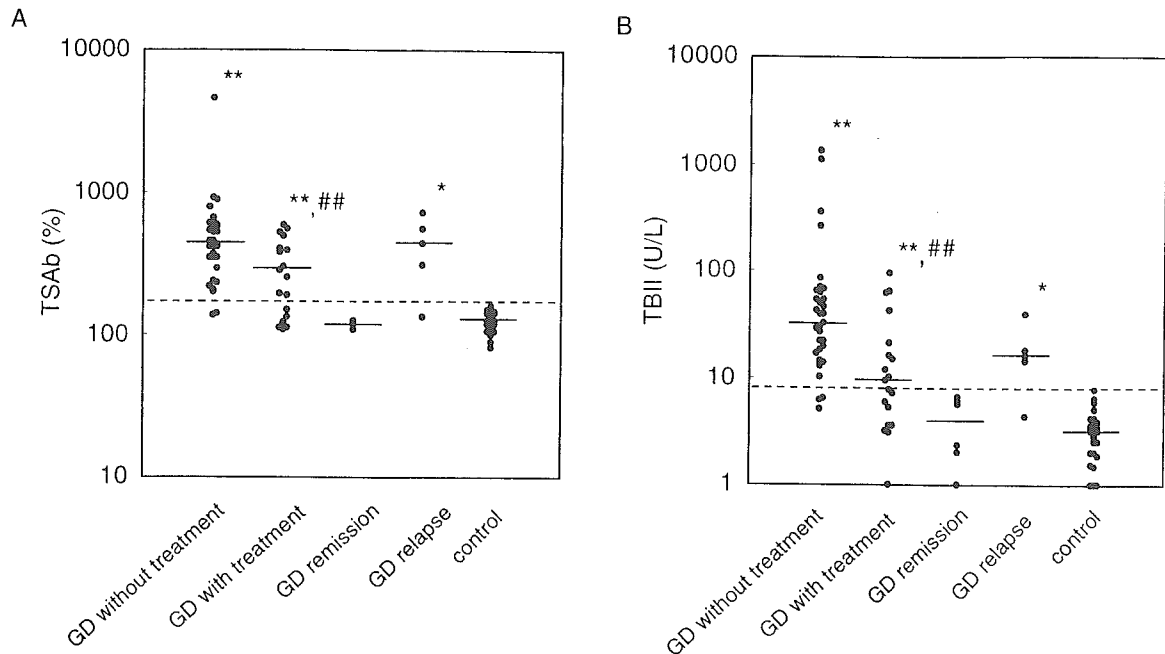 A
10000
1000
100
10
TSAb (%)
**
**, ##
*
GD without treatment
GD with treatment
GD remission
GD relapse
control
B
10000
1000
100
10
1
TBII (U/L)
**
**, ##
*
GD without treatment
GD with treatment
GD remission
GD relapse
control